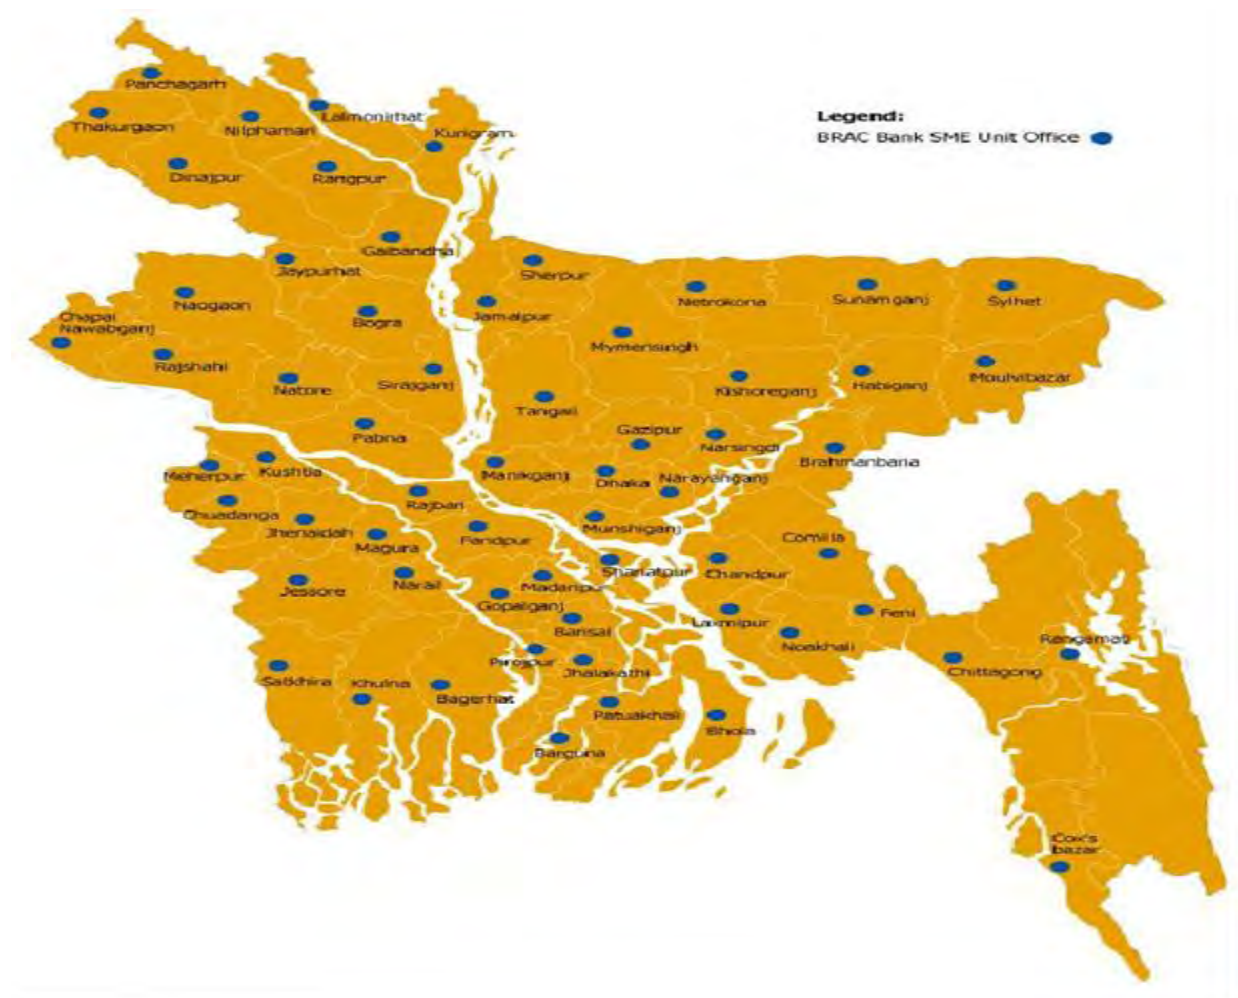 Panchagarh
Legend:
BRAC Bank SME Unit Office
Lalmonirhat
Thakurgaon
Nilphamari
Kurigram
Dinajpur
Rangpur
Gaibandha
Jaypurhat
Sherpur
Naogaon
Netrokona
Sunamganj
Sylhet
Chapai
Nawabganj
Bogra
Jamalpur
Mymensingh
Rajshahi
Natore
Sirajganj
Kishoreganj
Habiganj
Moulvibazar
Tangail
Pabna
Gazipur
Narsingdi
Brahmanbaria
Meherpur
Kushtia
Manikganj
Dhaka
Narayanganj
Rajbari
Chuadanga
Jhenaidah
Magura
Faridpur
Munshiganj
Comilla
Shariatpur
Chandpur
Jessore
Narail
Madaripur
Gopalganj
Barisal
Laxmipur
Feni
Noakhali
Rangamati
Pirojpur
Jhalakathi
Chittagong
Satkhira
Khulna
Bagerhat
Patuakhali
Bhola
Barguna
Cox's
bazar